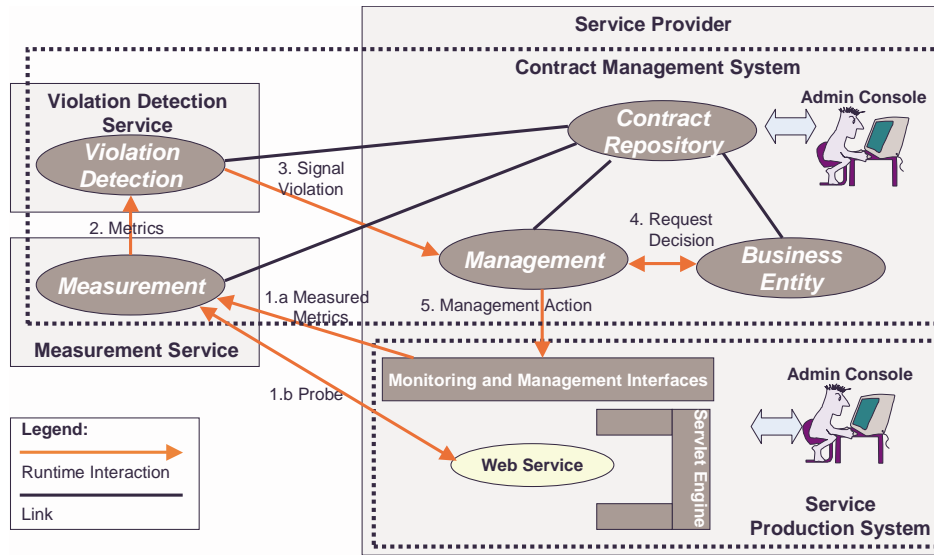 Service Provider
Contract Management System
Admin Console
Violation Detection
Service
Violation
Detection
Contract
Repository
3. Signal
Violation
2. Metrics
4. Request
Decision
Management
Business
Entity
Measurement
1.a Measured
Metrics
5. Management Action
Measurement Service
Monitoring and Management Interfaces
Admin Console
1.b Probe
Servlet Engine
Web Service
Legend:
Runtime Interaction
Link
Service
Production System